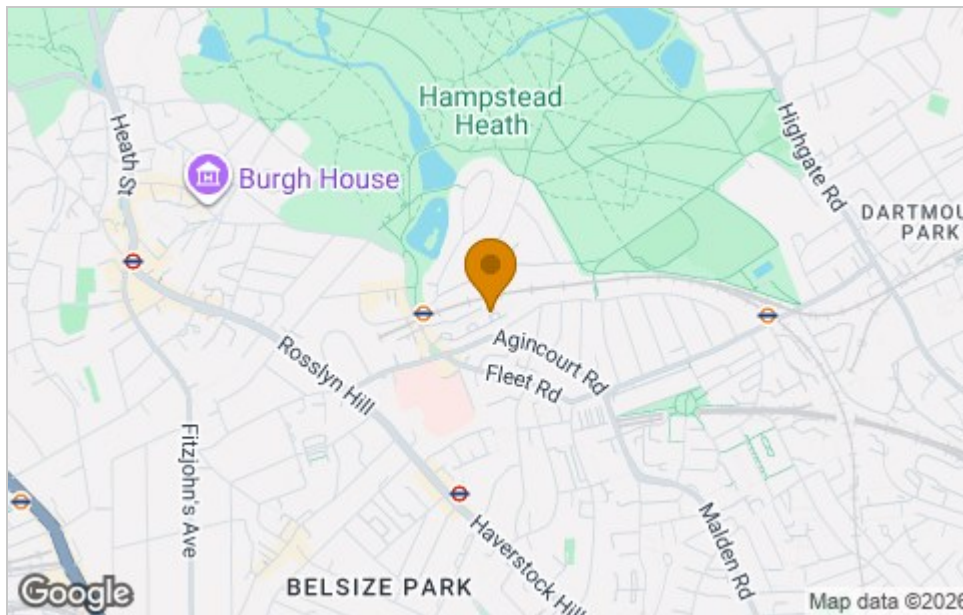 Hampstead
Heath
Heath St
Burgh House
Highgate Rd
DARTMOU
PARK
Agincourt Rd
Fleet Rd
Rosslyn Hill
Fitzjohn's Ave
Malden Rd
Haverstock Hill
BELSIZE PARK
Google
Map data ©2026